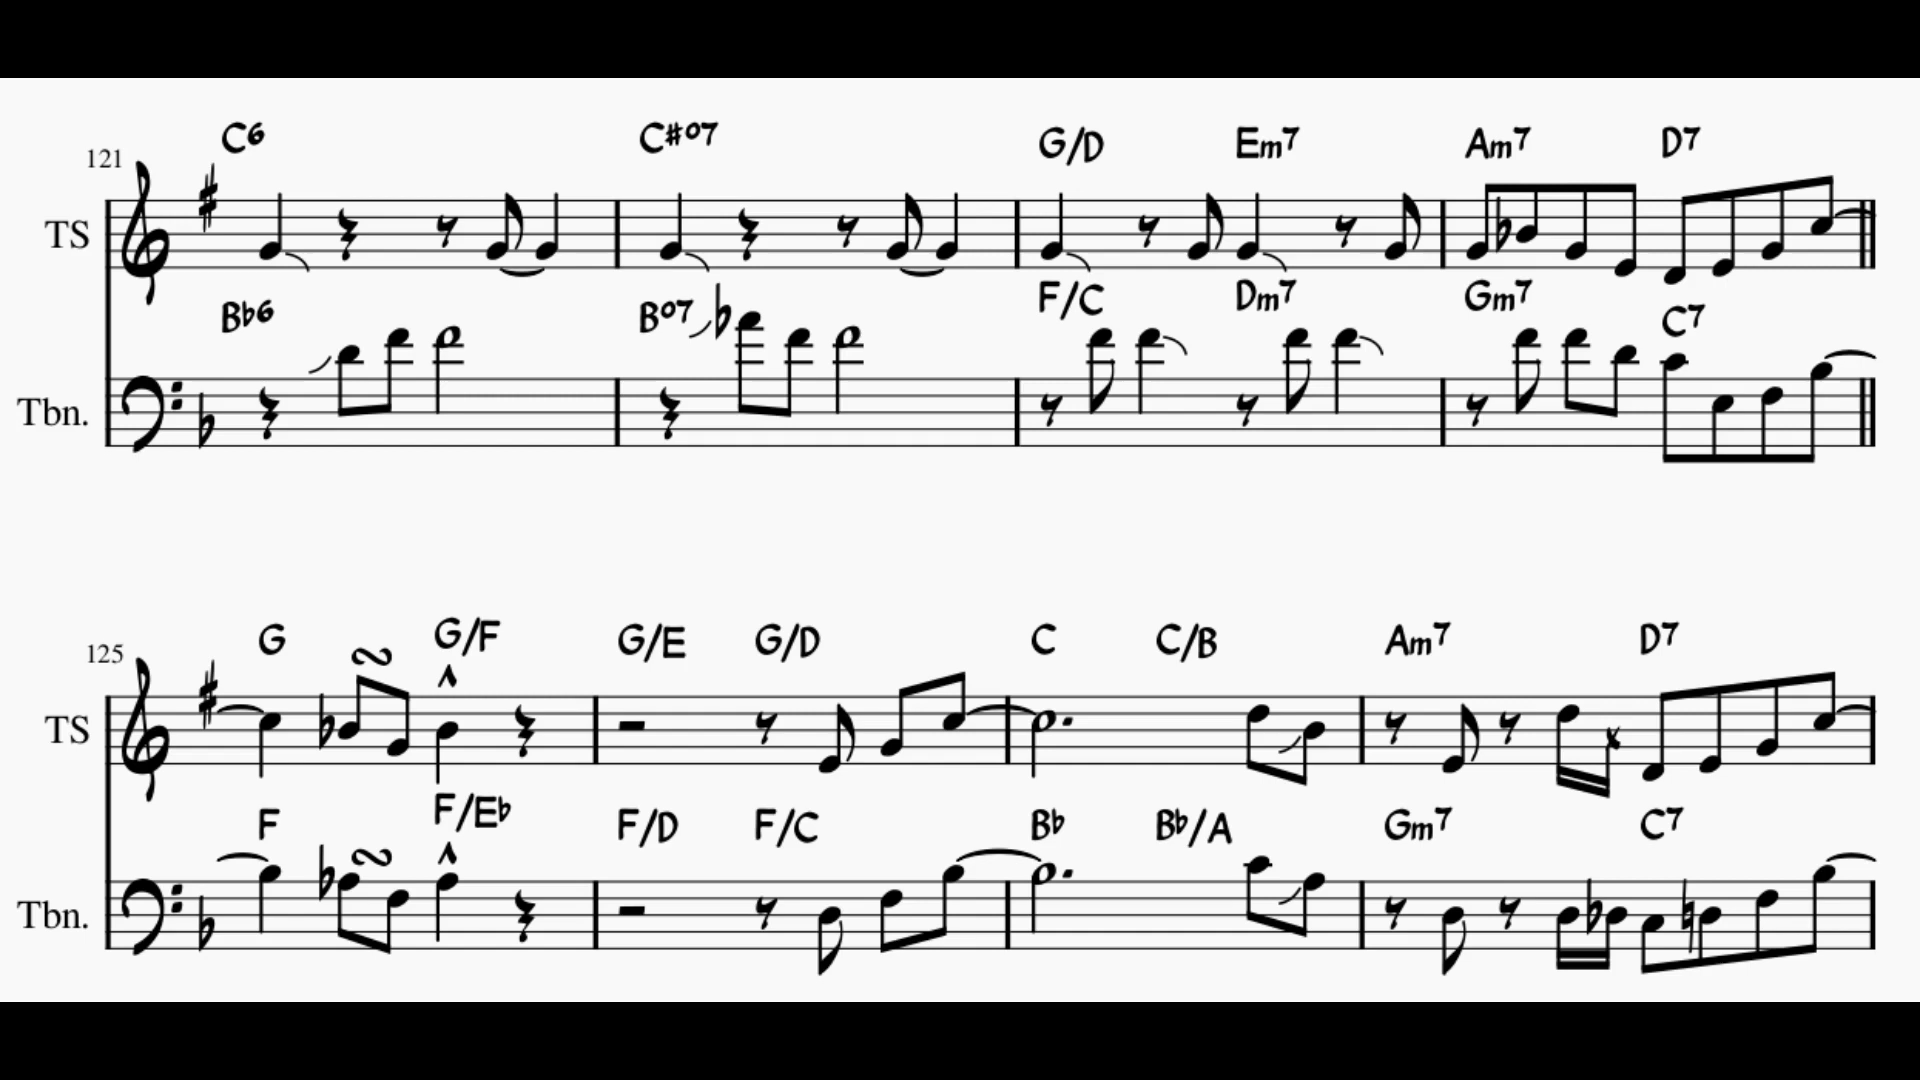 C6 C#o7 G/D Em7 Am7 D7
121
TS
Bb6 Bo7 F/C Dm7 Gm7 C7
Tbn.
G G/F G/E G/D C C/B Am7 D7
125
TS
F F/Eb F/D F/C Bb Bb/A Gm7 C7
Tbn.